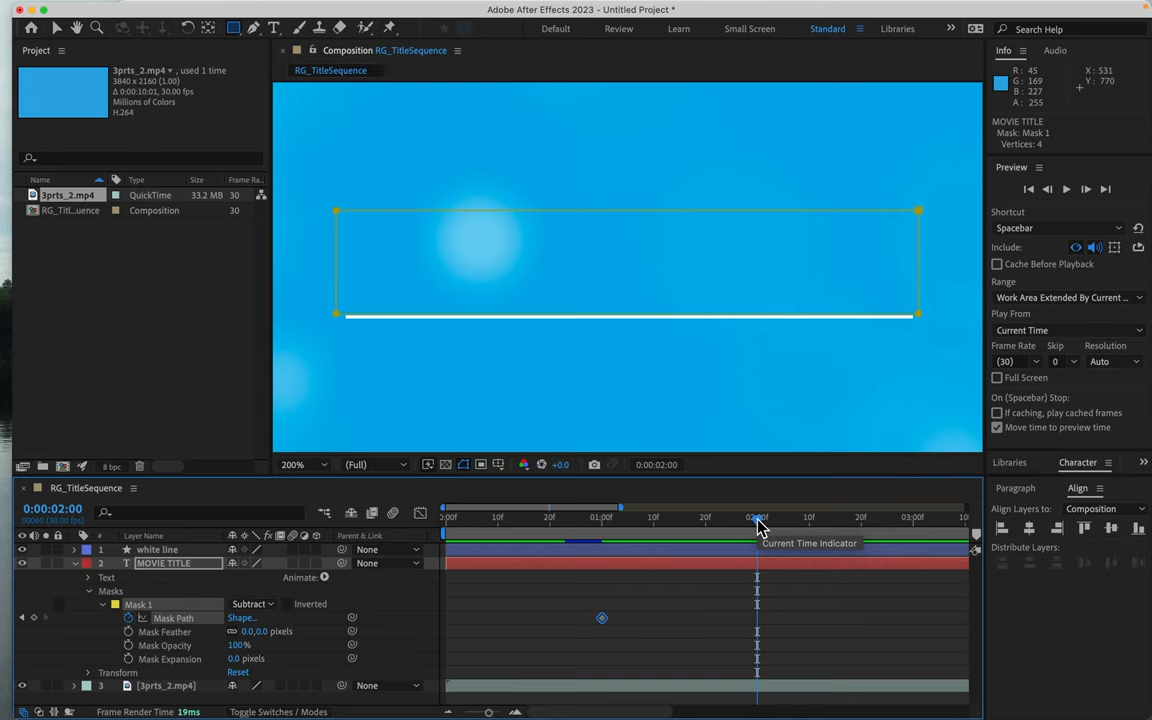 Adobe After Effects 2023 - Untitled Project *
Default
Review
Learn
Small Screen
Standard
Libraries
Search Help
Project
3prts_2.mp4 , used 1 time
3840 x 2160 (1.00)
Δ 0:00:10:01, 30.00 fps
Millions of Colors
H.264
Name
Type
Size
Frame Ra..
3prts_2.mp4
QuickTime
33.2 MB
30
RG_Titl...uence
Composition
30
8 bpc
Composition RG_TitleSequence
RG_TitleSequence
200%
(Full)
+0.0
0:00:02:00
Info
Audio
R : 45
G : 169
B : 227
A : 255
X : 531
Y : 770
MOVIE TITLE
Mask: Mask 1
Vertices: 4
Preview
Shortcut
Spacebar
Include:
Cache Before Playback
Range
Work Area Extended By Current ...
Play From
Current Time
Frame Rate
Skip
Resolution
(30)
0
Auto
Full Screen
On (Spacebar) Stop:
If caching, play cached frames
Move time to preview time
Libraries
Character
Paragraph
Align
Align Layers to:
Composition
Distribute Layers:
RG_TitleSequence
0:00:02:00
00060 (30.00 fps)
:00f
10f
20f
01:00f
10f
20f
10f
20f
03:00f
10
Current Time Indicator
#
Layer Name
Parent & Link
1
white line
None
2
T
MOVIE TITLE
None
Text
Animate:
Masks
Mask 1
Subtract
Inverted
Mask Path
Shape...
Mask Feather
0.0,0.0 pixels
Mask Opacity
100%
Mask Expansion
0.0 pixels
Transform
Reset
3
[3prts_2.mp4]
None
Frame Render Time 19ms
Toggle Switches / Modes